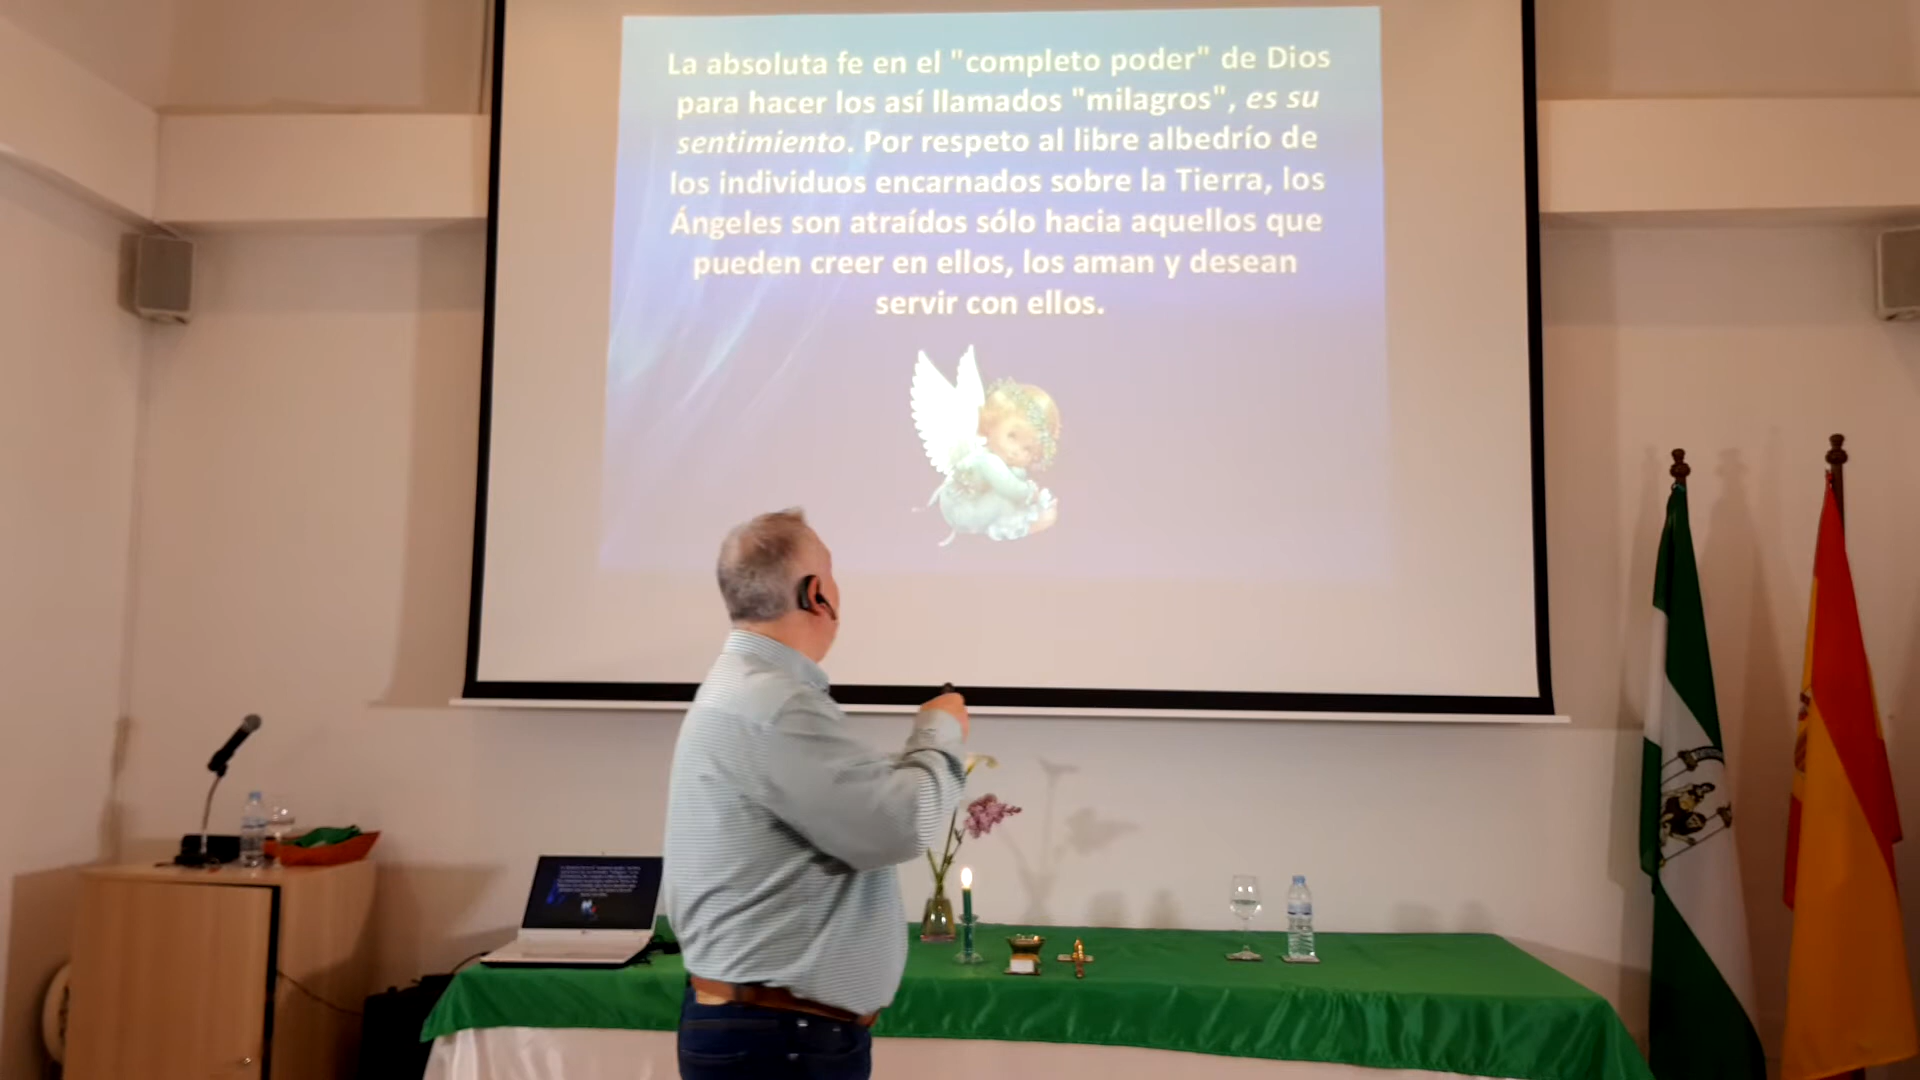 La absoluta fe en el "completo poder" de Dios
para hacer los así llamados "milagros", es su
sentimiento. Por respeto al libre albedrío de
los individuos encarnados sobre la Tierra, los
Ángeles son atraídos sólo hacia aquellos que
pueden creer en ellos, los aman y desean
servir con ellos.